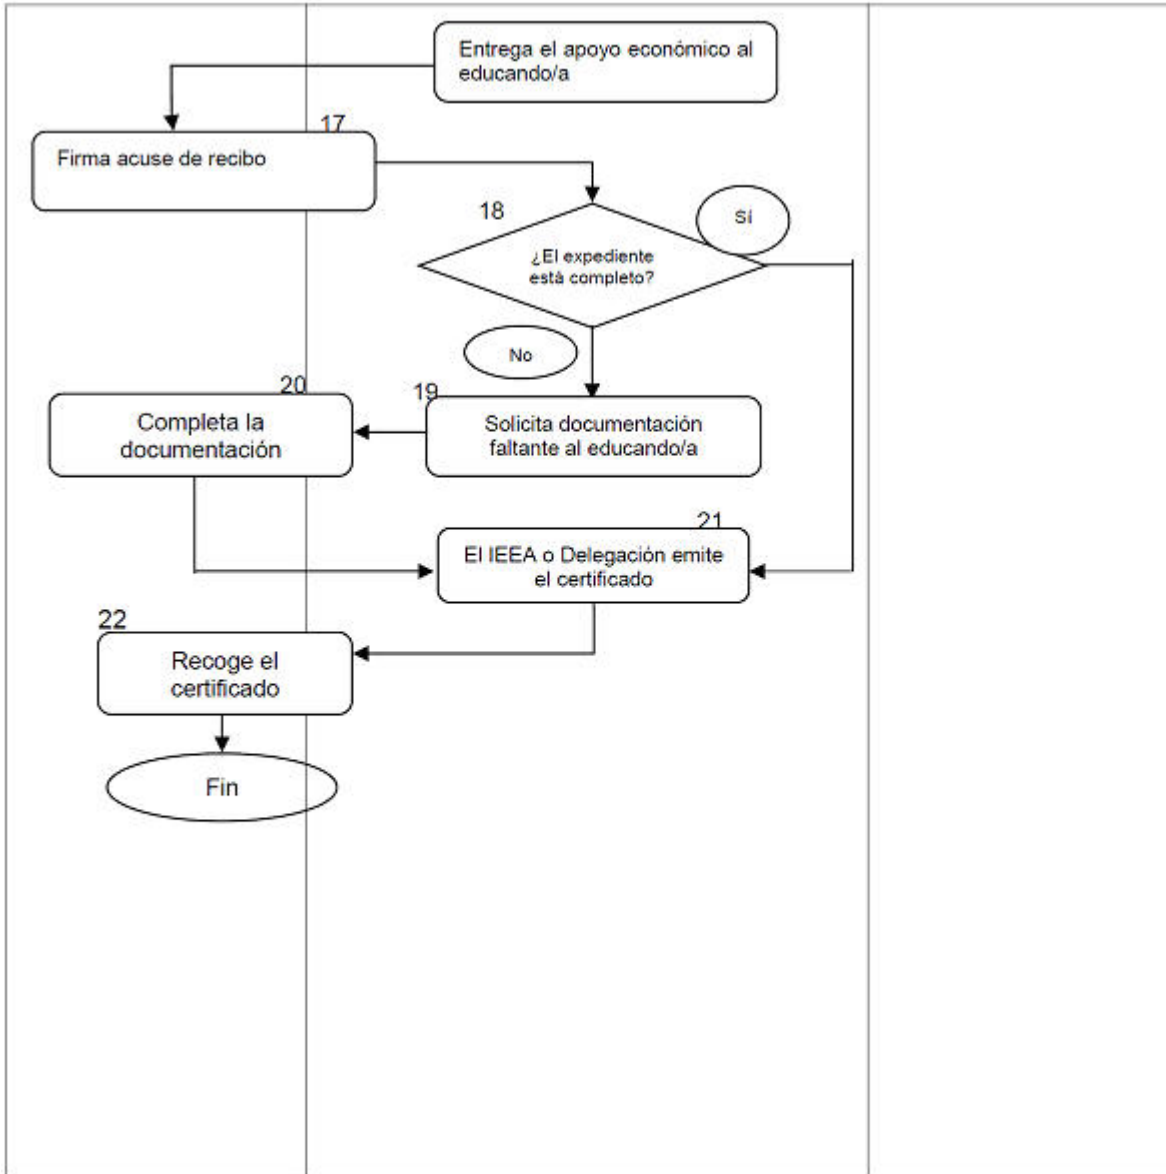 Entrega el apoyo económico al
educando/a
17
Firma acuse de recibo
18
Sí
¿El expediente
está completo?
No
20
19
Completa la
documentación
Solicita documentación
faltante al educando/a
21
El IEEA o Delegación emite
el certificado
22
Recoge el
certificado
Fin